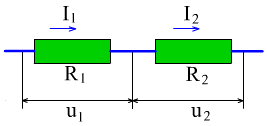 I₁ I₂
R₁ R₂
u₁ u₂